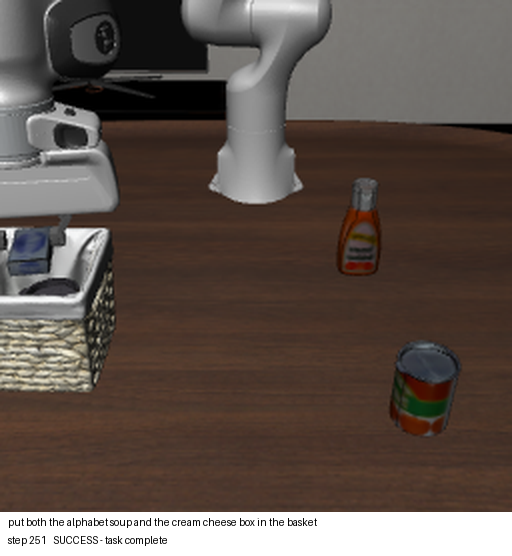 put both the alphabet soup and the cream cheese box in the basket
step 251 SUCCESS - task complete